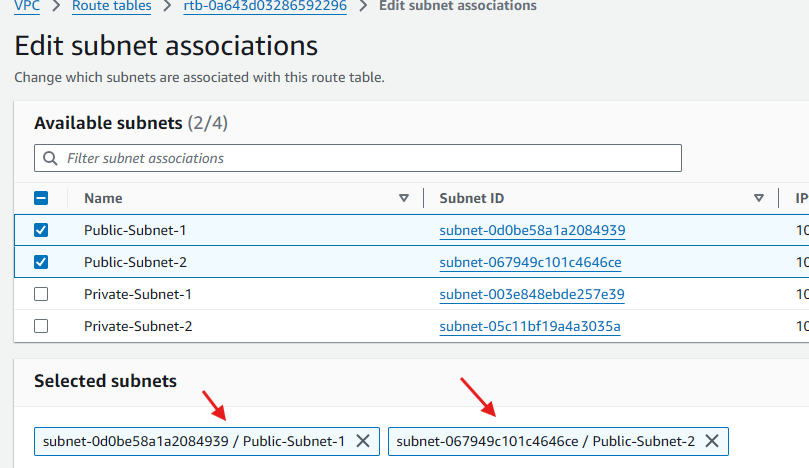 VPC > Route tables > rtb-0a643d03286592296 > Edit subnet associations
Edit subnet associations
Change which subnets are associated with this route table.
Available subnets (2/4)
Filter subnet associations
Name Subnet ID IP
Public-Subnet-1 subnet-0d0be58a1a2084939 10
Public-Subnet-2 subnet-067949c101c4646ce 10
Private-Subnet-1 subnet-003e848ebde257e39 10
Private-Subnet-2 subnet-05c11bf19a4a3035a 10
Selected subnets
subnet-0d0be58a1a2084939 / Public-Subnet-1 subnet-067949c101c4646ce / Public-Subnet-2